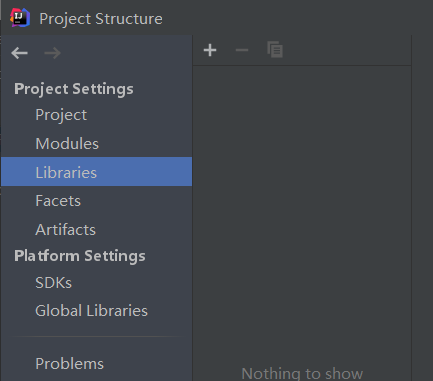 Project Structure
Project Settings
Project
Modules
Libraries
Facets
Artifacts
Platform Settings
SDKs
Global Libraries
Problems
Nothing to show